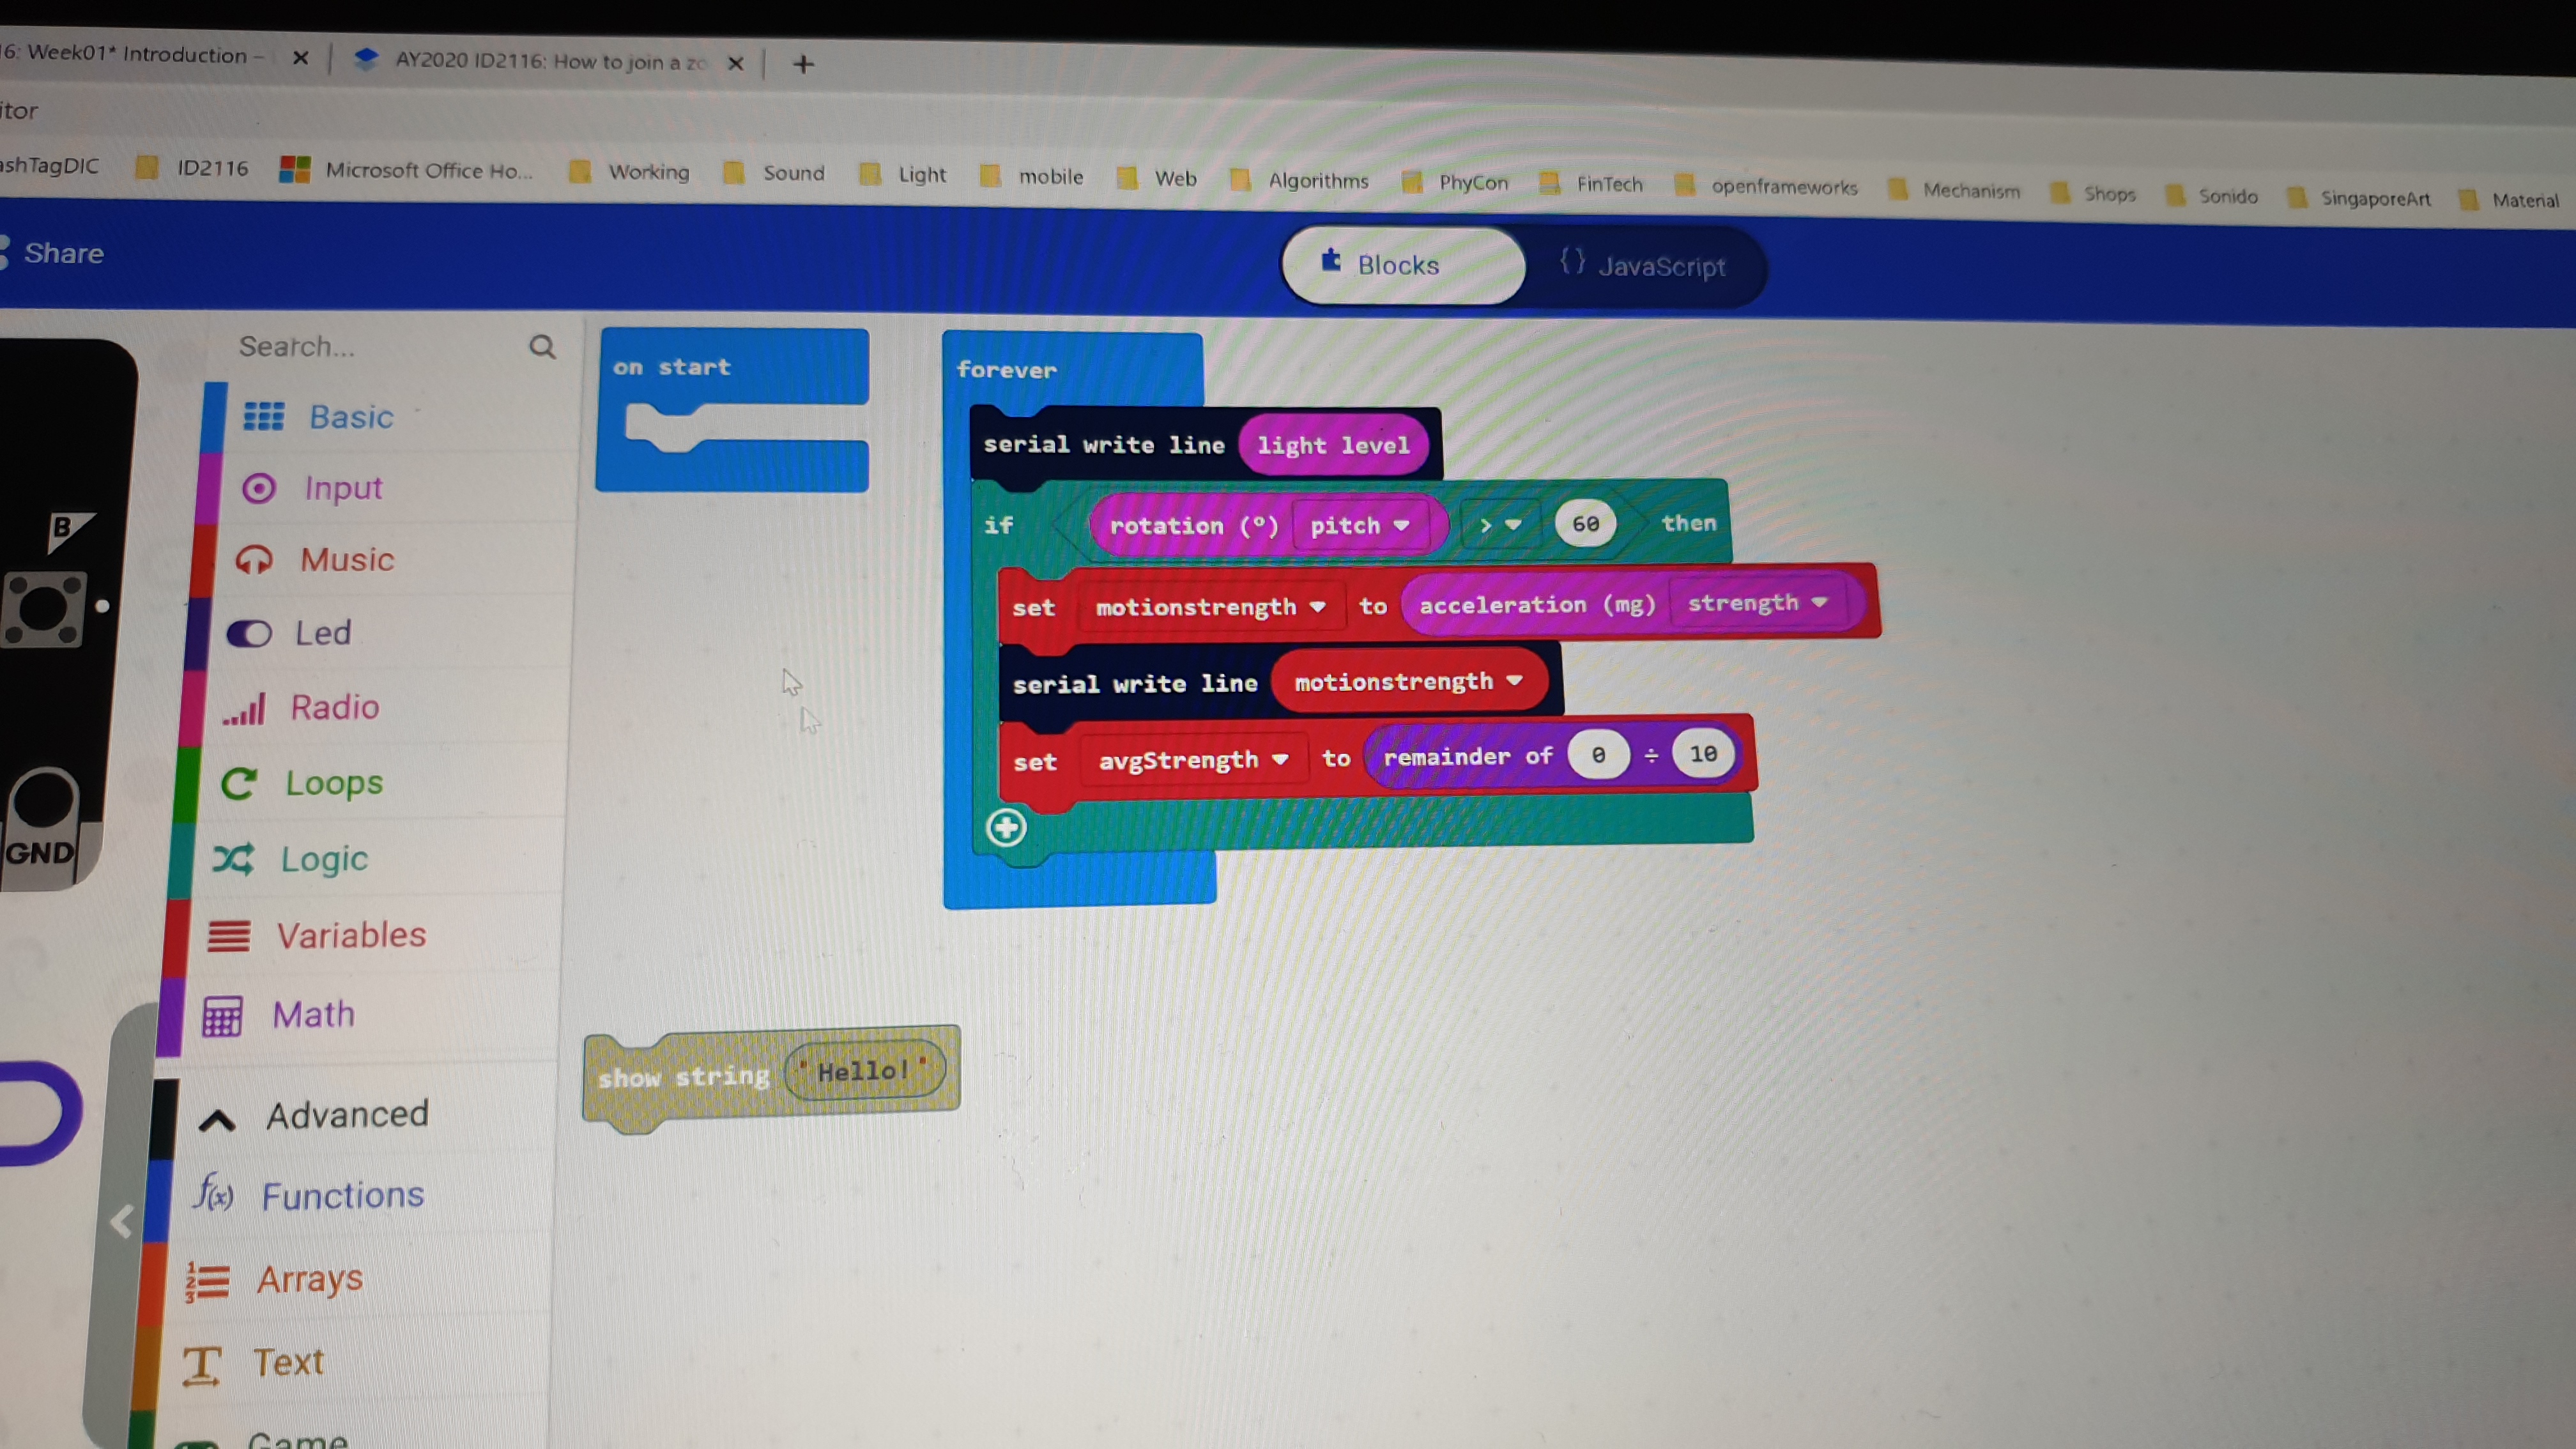 16: Week01* Introduction –
AY2020 ID2116: How to join a zo
itor
ashTagDIC ID2116 Microsoft Office Ho... Working Sound Light mobile Web Algorithms PhyCon FinTech openframeworks Mechanism Shops Sonido SingaporeArt Material
Share
Blocks
{} JavaScript
Search...
Basic
Input
Music
Led
Radio
Loops
Logic
Variables
Math
Advanced
f(x) Functions
Arrays
Text
Game
B
GND
on start
forever
serial write line light level
if rotation (º) pitch > 60 then
set motionstrength to acceleration (mg) strength
serial write line motionstrength
set avgStrength to remainder of 0 ÷ 10
show string "Hello!"